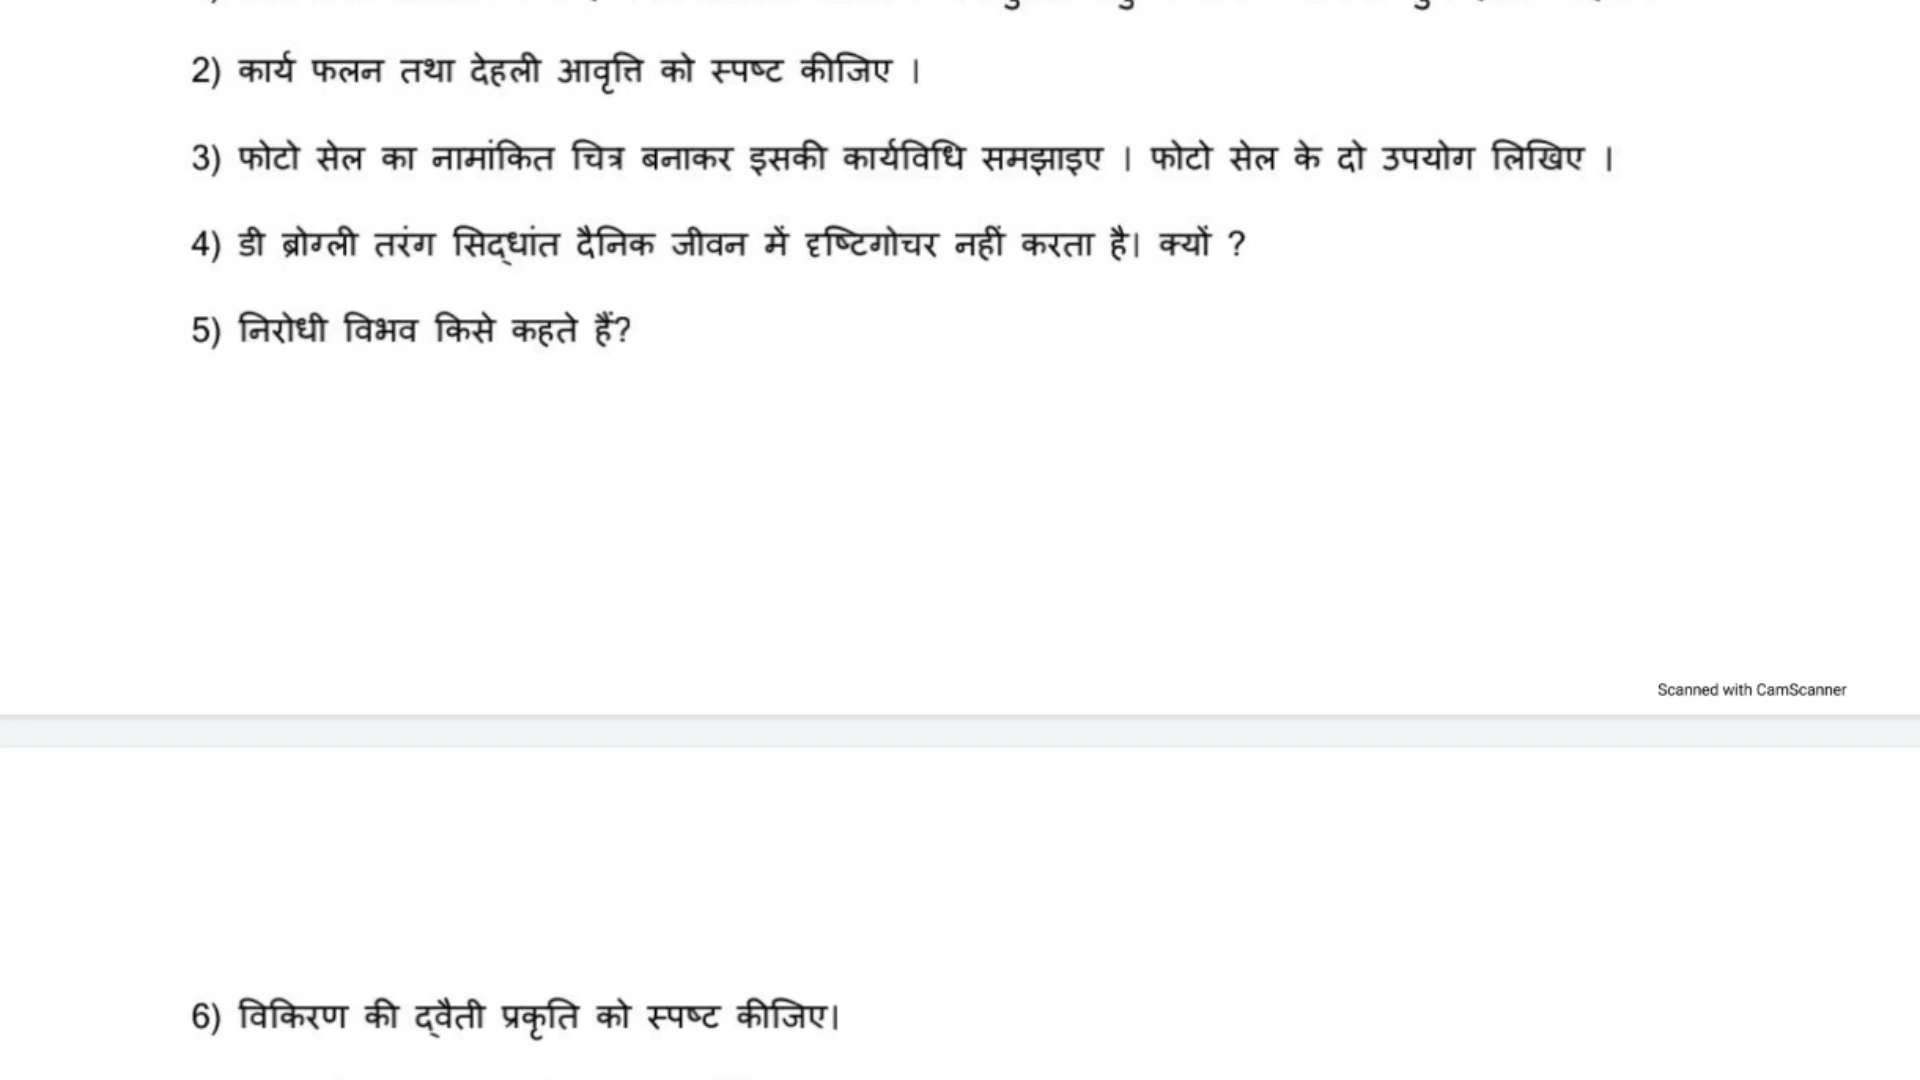 2) कार्य फलन तथा देहली आवृत्ति को स्पष्ट कीजिए ।
3) फोटो सेल का नामांकित चित्र बनाकर इसकी कार्यविधि समझाइए । फोटो सेल के दो उपयोग लिखिए ।
4) डी ब्रोग्ली तरंग सिद्धांत दैनिक जीवन में दृष्टिगोचर नहीं करता है। क्यों ?
5) निरोधी विभव किसे कहते हैं?
Scanned with CamScanner
6) विकिरण की द्वैती प्रकृति को स्पष्ट कीजिए।